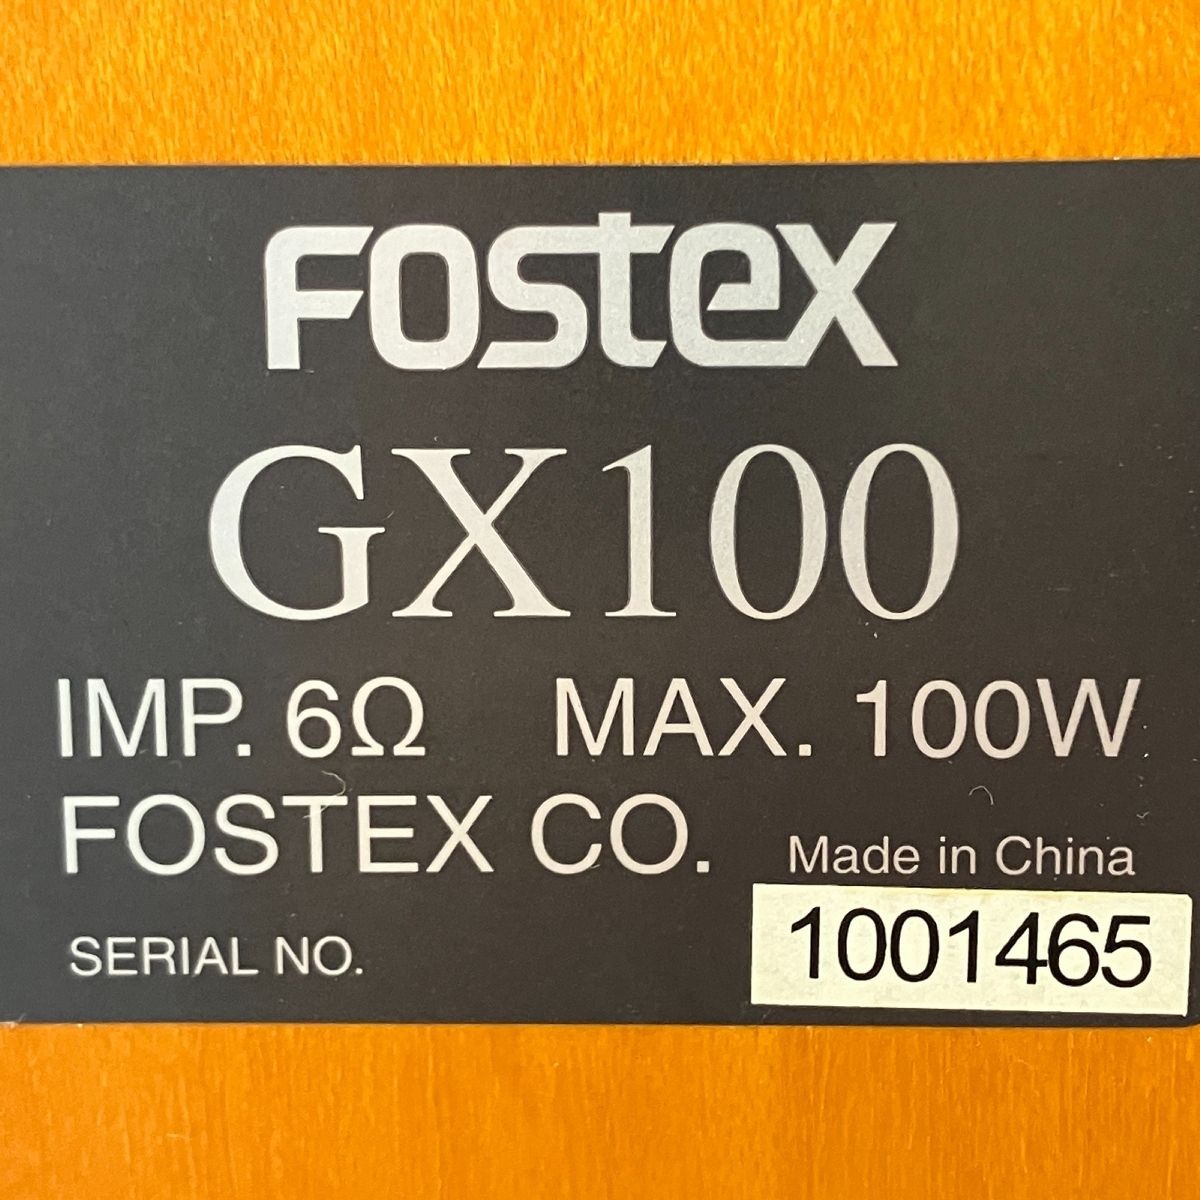 FOSTEX
GX100
IMP. 6Ω MAX. 100W
FOSTEX CO. Made in China
SERIAL NO. 1001465